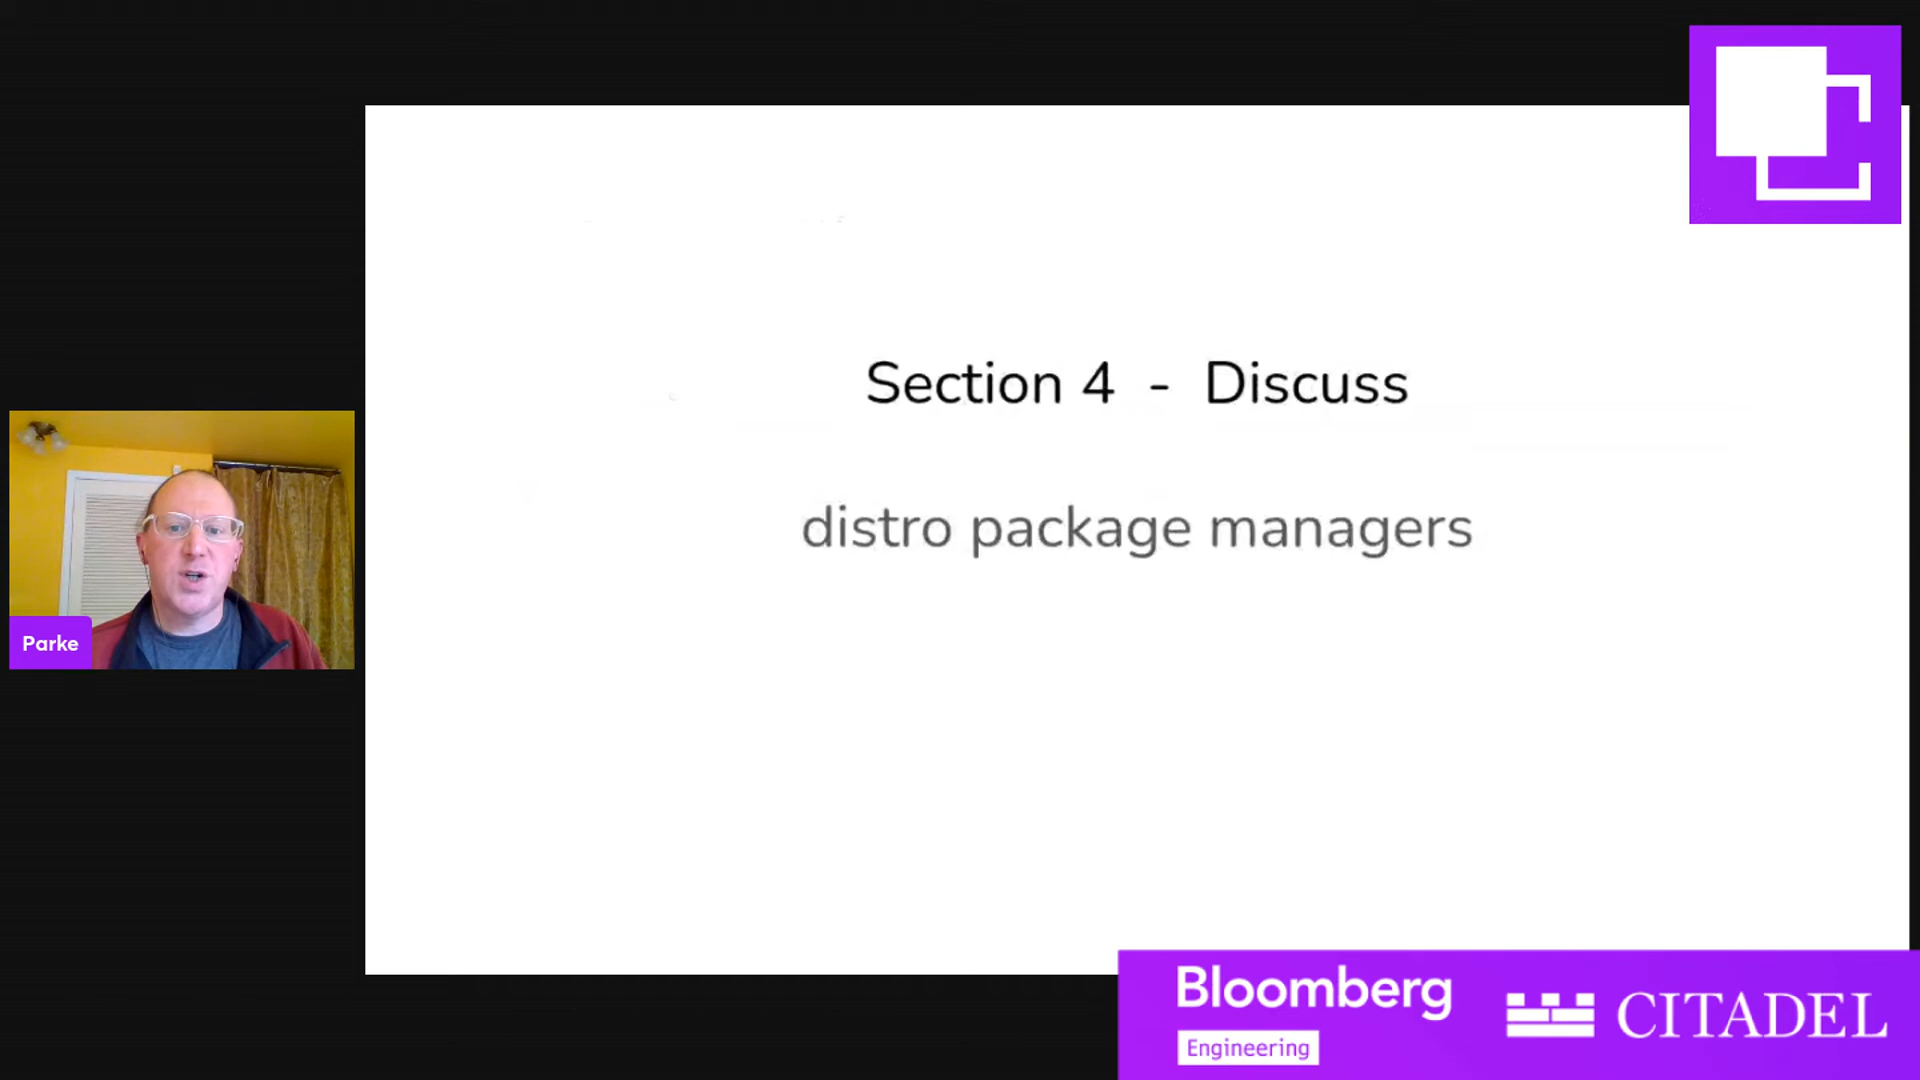 Section 4 - Discuss
distro package managers
Parke
Bloomberg
Engineering
CITADEL